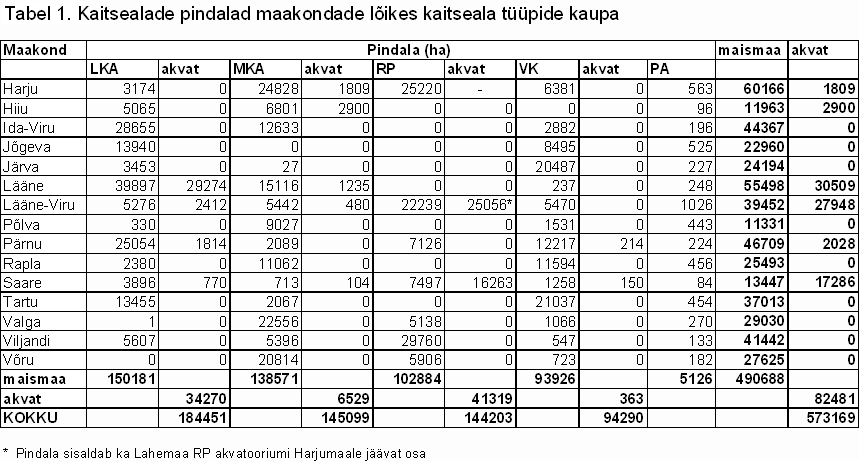 Tabel 1. Kaitsealade pindalad maakondade lõikes kaitseala tüüpide kaupa
Maakond Pindala (ha) maismaa akvat
LKA akvat MKA akvat RP akvat VK akvat PA
Harju 3174 0 24828 1809 25220 - 6381 0 563 60166 1809
Hiiu 5065 0 6801 2900 0 0 0 0 96 11963 2900
Ida-Viru 28655 0 12633 0 0 0 2882 0 196 44367 0
Jõgeva 13940 0 0 0 0 0 8495 0 525 22960 0
Järva 3453 0 27 0 0 0 20487 0 227 24194 0
Lääne 39897 29274 15116 1235 0 0 237 0 248 55498 30509
Lääne-Viru 5276 2412 5442 480 22239 25056* 5470 0 1026 39452 27948
Põlva 330 0 9027 0 0 0 1531 0 443 11331 0
Pärnu 25054 1814 2089 0 7126 0 12217 214 224 46709 2028
Rapla 2380 0 11062 0 0 0 11594 0 456 25493 0
Saare 3896 770 713 104 7497 16263 1258 150 84 13447 17286
Tartu 13455 0 2067 0 0 0 21037 0 454 37013 0
Valga 1 0 22556 0 5138 0 1066 0 270 29030 0
Viljandi 5607 0 5396 0 29760 0 547 0 133 41442 0
Võru 0 0 20814 0 5906 0 723 0 182 27625 0
maismaa 150181 138571 102884 93926 5126 490688
akvat 34270 6529 41319 363 82481
KOKKU 184451 145099 144203 94290 573169
* Pindala sisaldab ka Lahemaa RP akvatooriumi Harjumaale jäävat osa